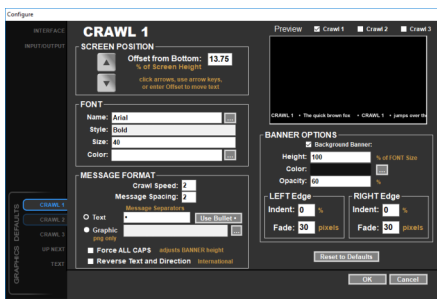 Configure
INTERFACE
INPUT/OUTPUT
GRAPHICS DEFAULTS
CRAWL 1
CRAWL 2
CRAWL 3
UP NEXT
TEXT
CRAWL 1
SCREEN POSITION
Offset from Bottom: 13.75
% of Screen Height
click arrows, use arrow keys,
or enter Offset to move text
FONT
Name: Arial
Style: Bold
Size: 40
Color:
MESSAGE FORMAT
Crawl Speed: 2
Message Spacing: 2
Message Separators
Text • Use Bullet •
Graphic
png only
Force ALL CAPS adjusts BANNER height
Reverse Text and Direction International
Preview Crawl 1 Crawl 2 Crawl 3
CRAWL 1 • The quick brown fox • CRAWL 1 • jumps over th
BANNER OPTIONS
Background Banner:
Height: 100 % of FONT Size
Color:
Opacity: 60 %
LEFT Edge
Indent: 0 %
Fade: 30 pixels
RIGHT Edge
Indent: 0 %
Fade: 30 pixels
Reset to Defaults
OK Cancel